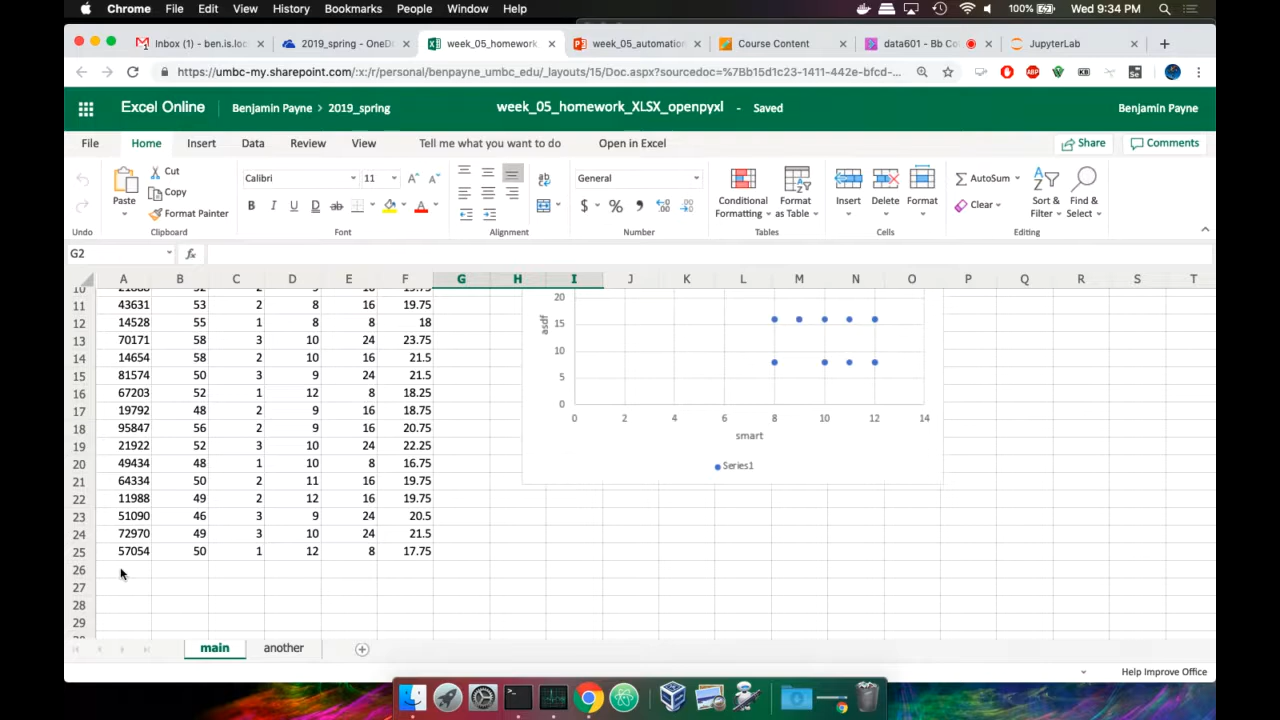 Chrome File Edit View History Bookmarks People Window Help 100% Wed 9:34 PM
Inbox (1) - ben.is.loc 2019_spring - OneD week_05_homework week_05_automation Course Content data601 - Bb Co JupyterLab
https://umbc-my.sharepoint.com/:x:/r/personal/benpayne_umbc_edu/_layouts/15/Doc.aspx?sourcedoc=%7Bb15d1c23-1411-442e-bfcd-...
Excel Online Benjamin Payne > 2019_spring week_05_homework_XLSX_openpyxl - Saved Benjamin Payne
File Home Insert Data Review View Tell me what you want to do Open in Excel Share Comments
Paste Cut Copy Format Painter
Calibri 11
B I U D ab A
General
$ % 
Conditional Formatting Format as Table
Insert Delete Format
AutoSum Clear
Sort & Filter Find & Select
Undo Clipboard Font Alignment Number Tables Cells Editing
G2 fx
A B C D E F G H I J K L M N O P Q R S T
11 43631 53 2 8 16 19.75
12 14528 55 1 8 8 18
13 70171 58 3 10 24 23.75
14 14654 58 2 10 16 21.5
15 81574 50 3 9 24 21.5
16 67203 52 1 12 8 18.25
17 19792 48 2 9 16 18.75
18 95847 56 2 9 16 20.75
19 21922 52 3 10 24 22.25
20 49434 48 1 10 8 16.75
21 64334 50 2 11 16 19.75
22 11988 49 2 12 16 19.75
23 51090 46 3 9 24 20.5
24 72970 49 3 10 24 21.5
25 57054 50 1 12 8 17.75
26
27
28
29
20
15
10
5
0
asdf
0 2 4 6 8 10 12 14
smart
Series1
main another
Help Improve Office